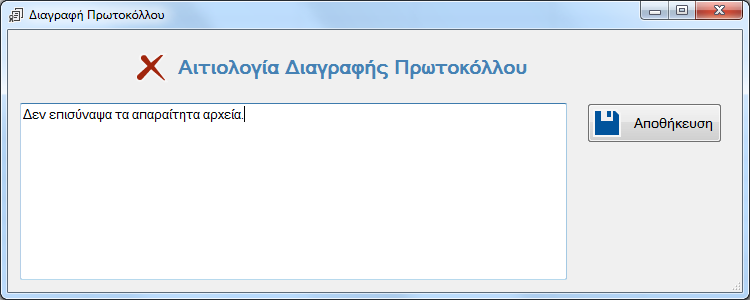 Διαγραφή Πρωτοκόλλου
Αιτιολογία Διαγραφής Πρωτοκόλλου
Δεν επισύναψα τα απαραίτητα αρχεία.
Αποθήκευση